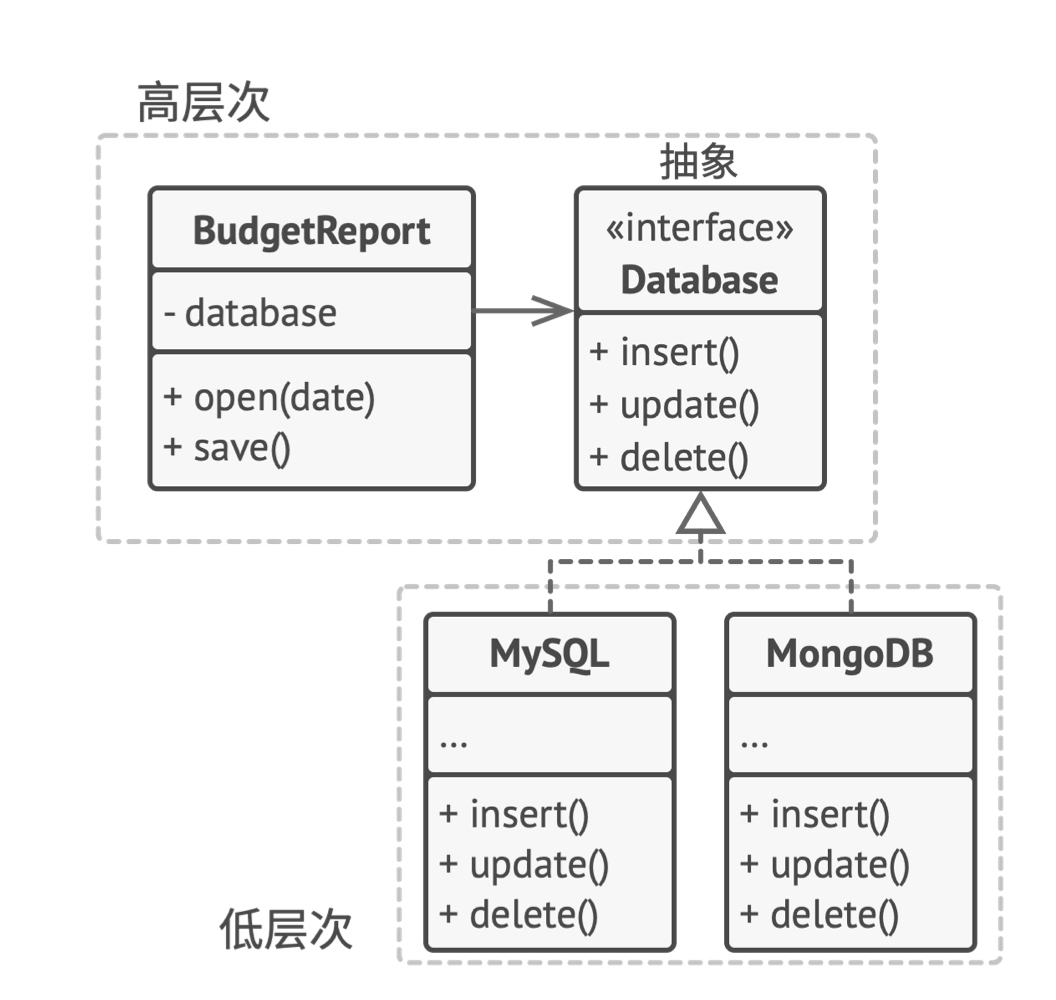 高层次
BudgetReport
- database
+ open(date)
+ save()
抽象
«interface»
Database
+ insert()
+ update()
+ delete()
MySQL
...
+ insert()
+ update()
+ delete()
MongoDB
...
+ insert()
+ update()
+ delete()
低层次